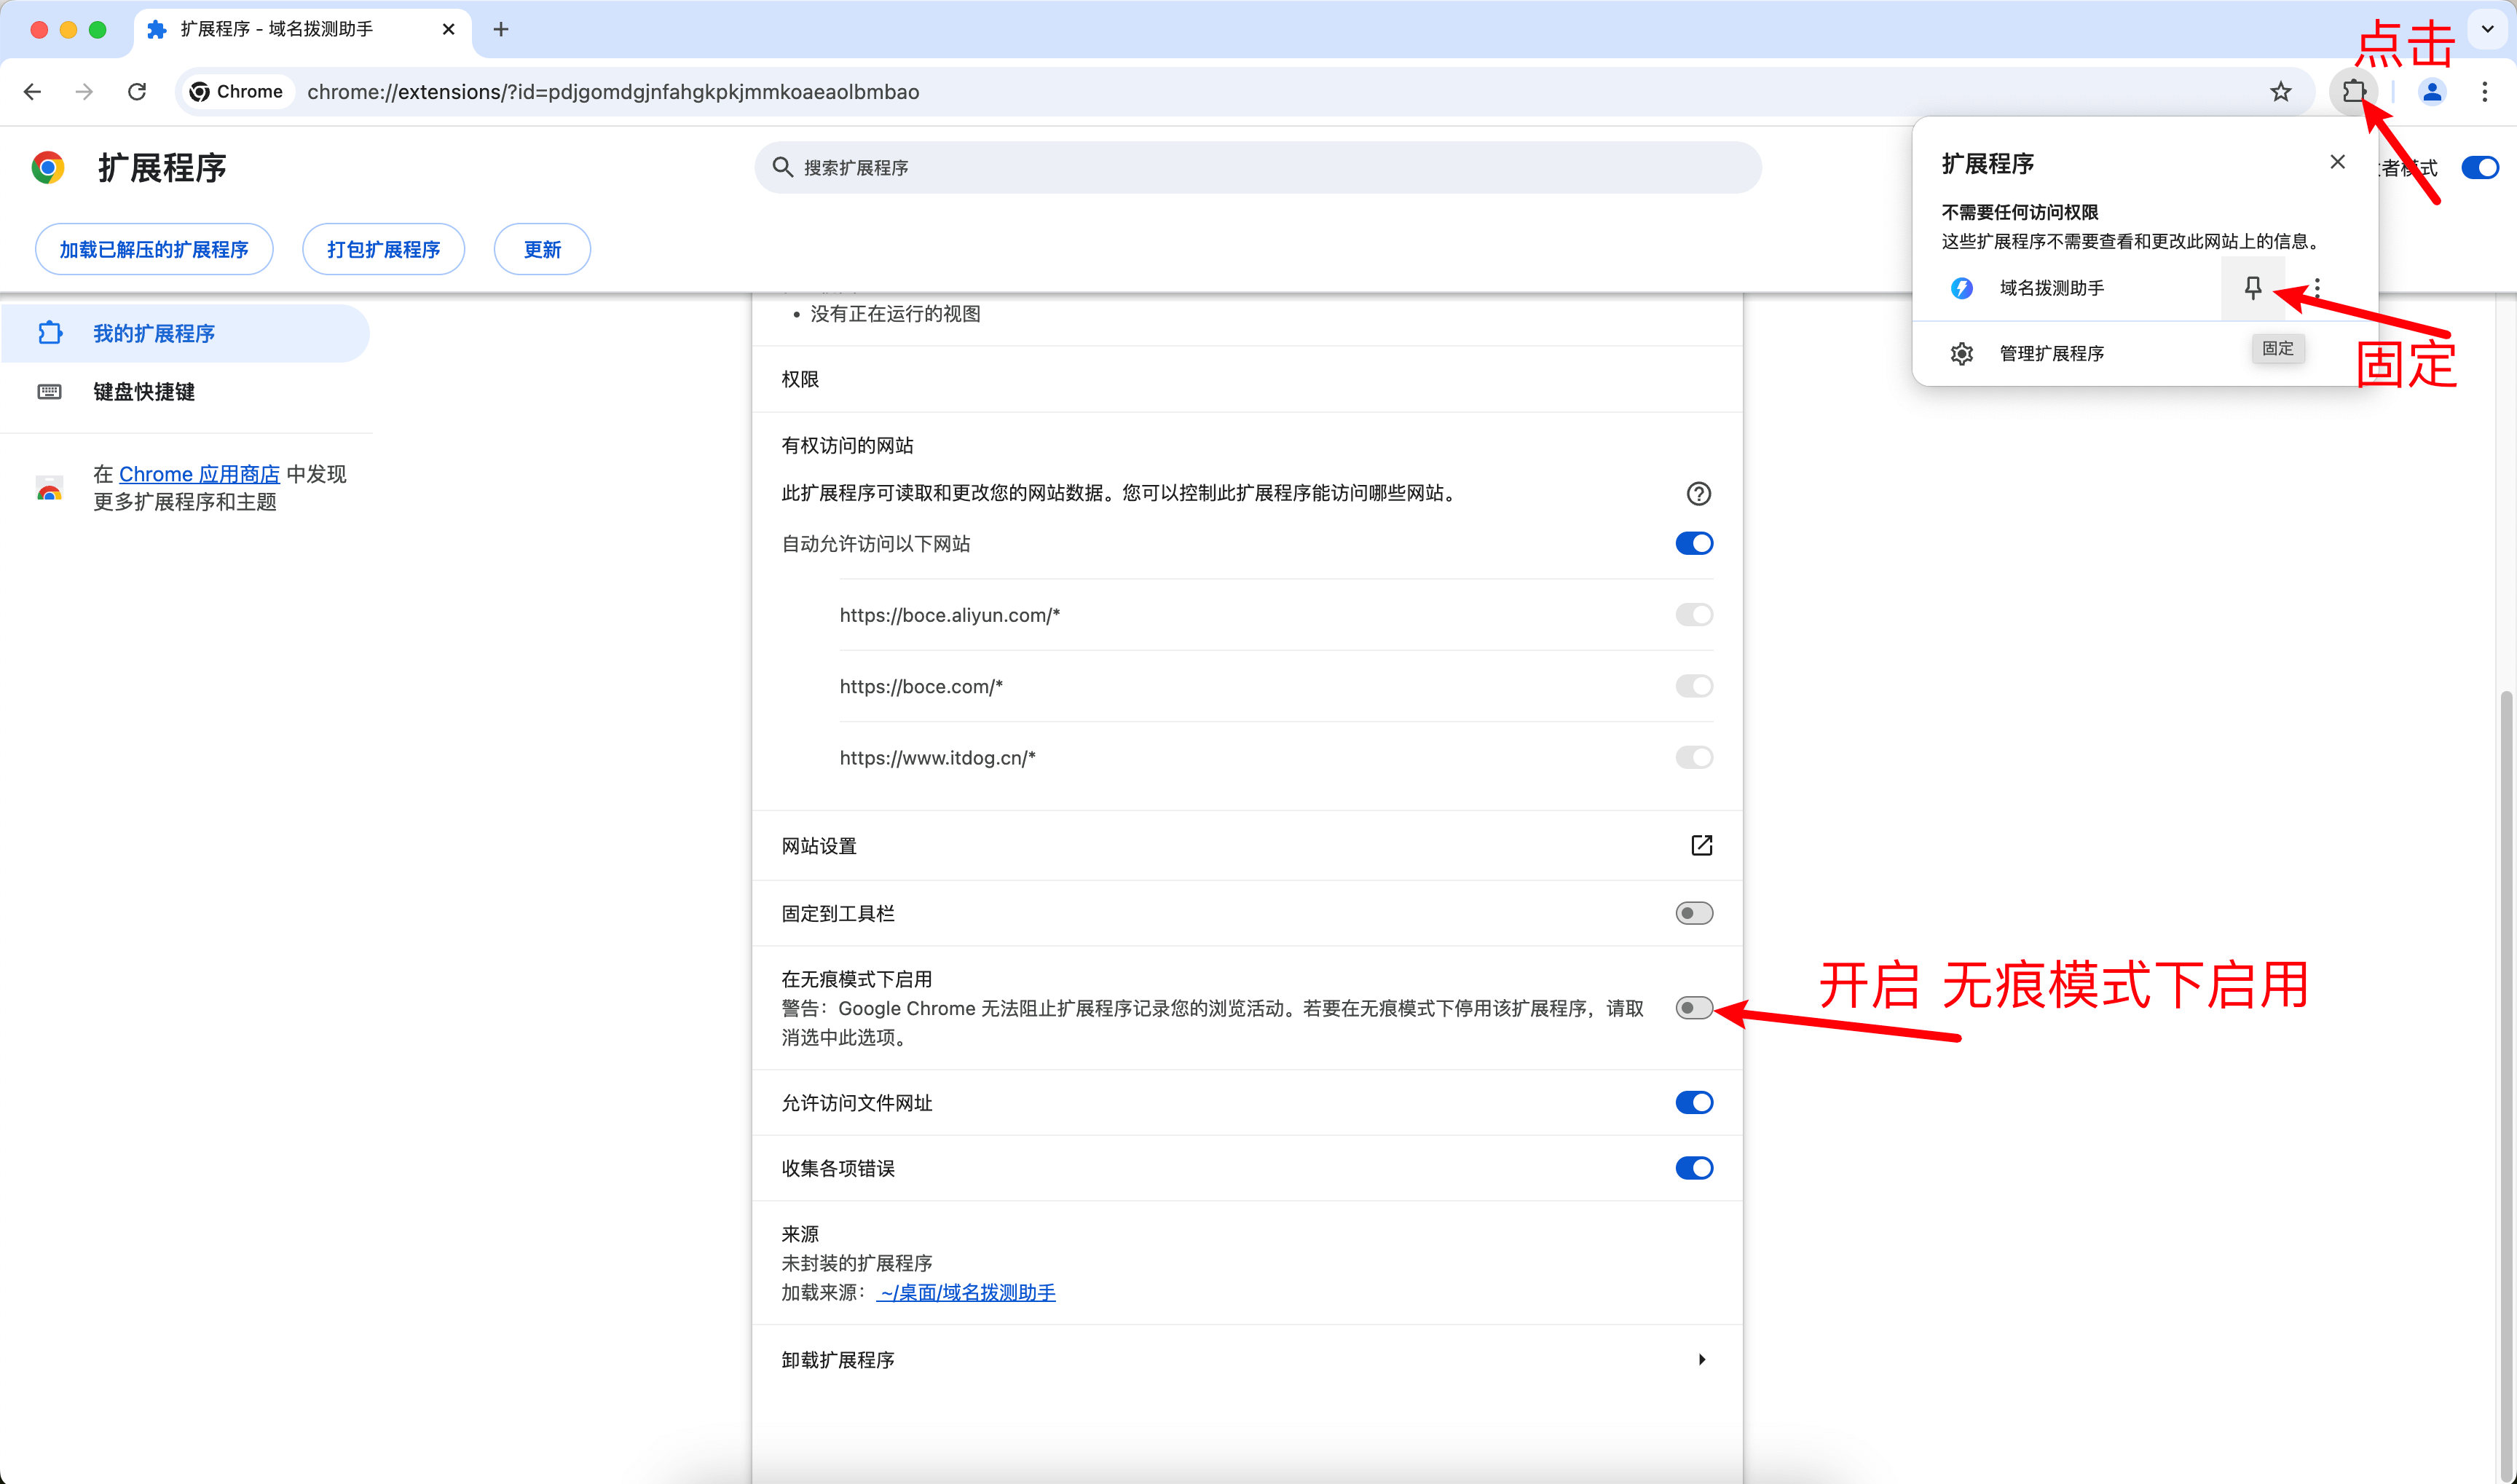 扩展程序 - 域名拨测助手
点击
Chrome
chrome://extensions/?id=pdjgomdgjnfahgkpkjmmkoaeaolbmbao
扩展程序
搜索扩展程序
者模式
加载已解压的扩展程序
打包扩展程序
更新
扩展程序
不需要任何访问权限
这些扩展程序不需要查看和更改此网站上的信息。
域名拨测助手
管理扩展程序
固定
固定
我的扩展程序
键盘快捷键
在 Chrome 应用商店 中发现
更多扩展程序和主题
没有正在运行的视图
权限
有权访问的网站
此扩展程序可读取和更改您的网站数据。您可以控制此扩展程序能访问哪些网站。
自动允许访问以下网站
https://boce.aliyun.com/*
https://boce.com/*
https://www.itdog.cn/*
网站设置
固定到工具栏
在无痕模式下启用
警告：Google Chrome 无法阻止扩展程序记录您的浏览活动。若要在无痕模式下停用该扩展程序，请取
消选中此选项。
开启 无痕模式下启用
允许访问文件网址
收集各项错误
来源
未封装的扩展程序
加载来源： ~/桌面/域名拨测助手
卸载扩展程序